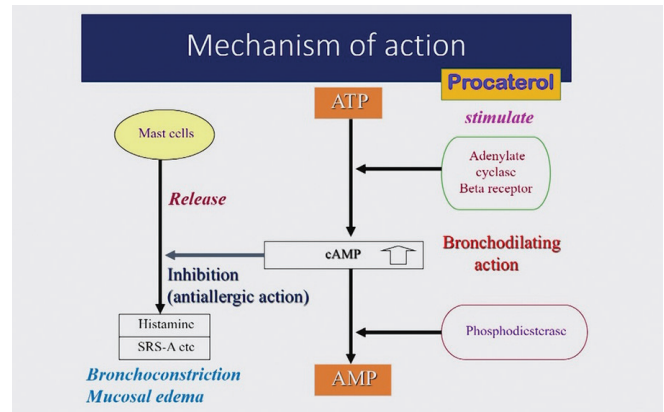 Mechanism of action
Procaterol
ATP
stimulate
Mast cells
Adenylate
cyclase
Beta receptor
Release
cAMP
Bronchodilating
action
Inhibition
(antiallergic action)
Histamine
SRS-A etc
Phosphodiesterase
Bronchoconstriction
Mucosal edema
AMP